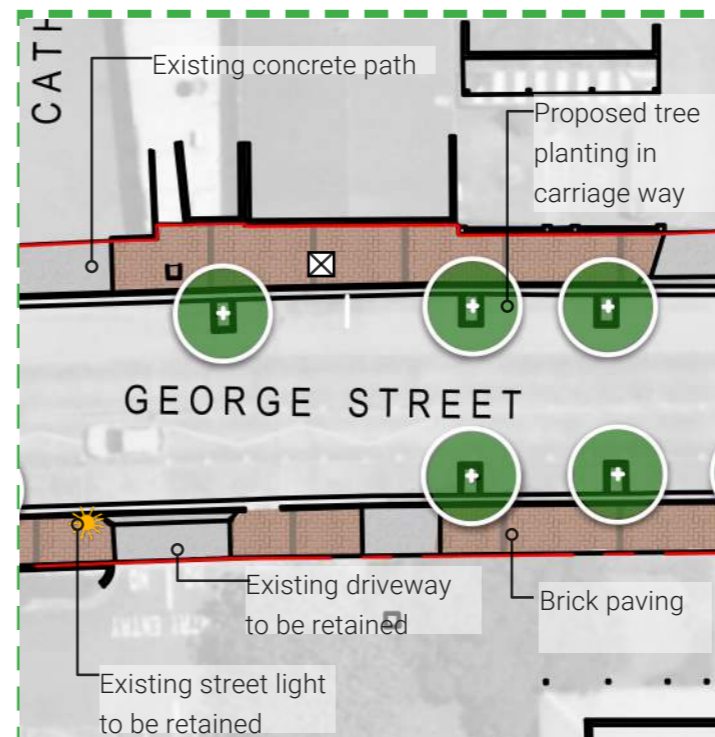 CATH
Existing concrete path
Proposed tree
planting in
carriage way
GEORGE STREET
Existing driveway
to be retained
Brick paving
ENTRY
Existing street light
to be retained